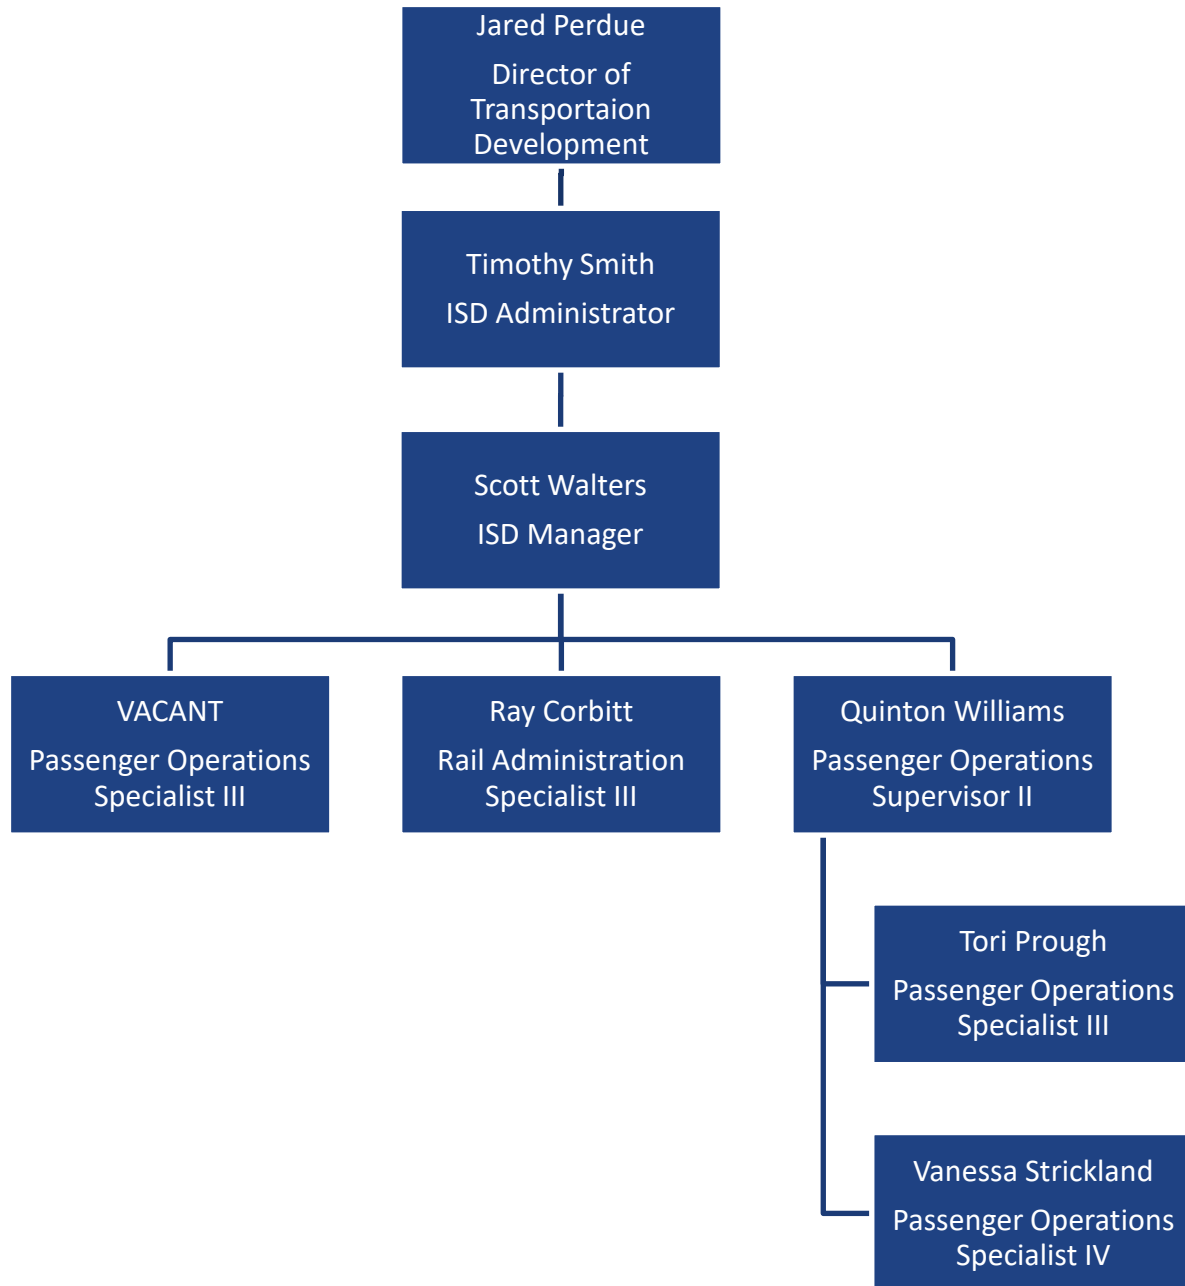 Jared Perdue
Director of
Transportaion
Development
Timothy Smith
ISD Administrator
Scott Walters
ISD Manager
VACANT
Passenger Operations
Specialist III
Ray Corbitt
Rail Administration
Specialist III
Quinton Williams
Passenger Operations
Supervisor II
Tori Prough
Passenger Operations
Specialist III
Vanessa Strickland
Passenger Operations
Specialist IV